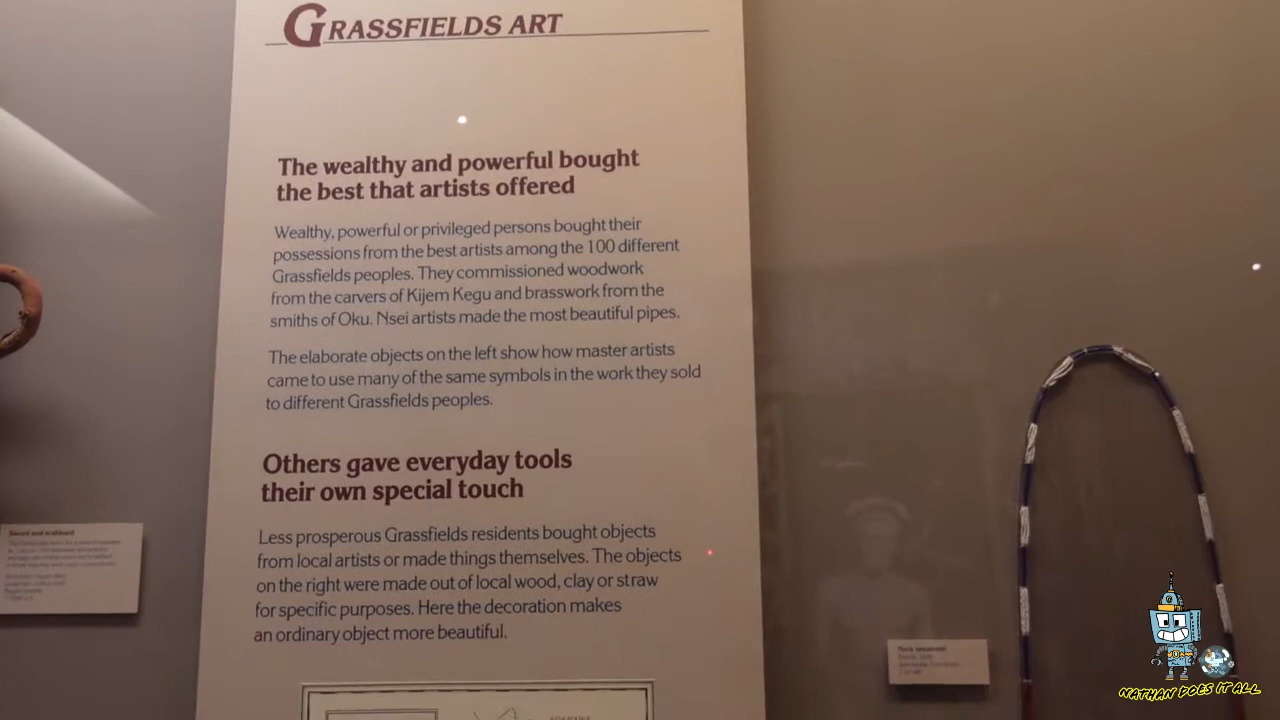 GRASSFIELDS ART
The wealthy and powerful bought
the best that artists offered
Wealthy, powerful or privileged persons bought their
possessions from the best artists among the 100 different
Grassfields peoples. They commissioned woodwork
from the carvers of Kijem Kegu and brasswork from the
smiths of Oku. Nsei artists made the most beautiful pipes.
The elaborate objects on the left show how master artists
came to use many of the same symbols in the work they sold
to different Grassfields peoples.
Others gave everyday tools
their own special touch
Less prosperous Grassfields residents bought objects
from local artists or made things themselves. The objects
on the right were made out of local wood, clay or straw
for specific purposes. Here the decoration makes
an ordinary object more beautiful.
Sword and scabbard
Neck ornament
NATHAN DOES IT ALL